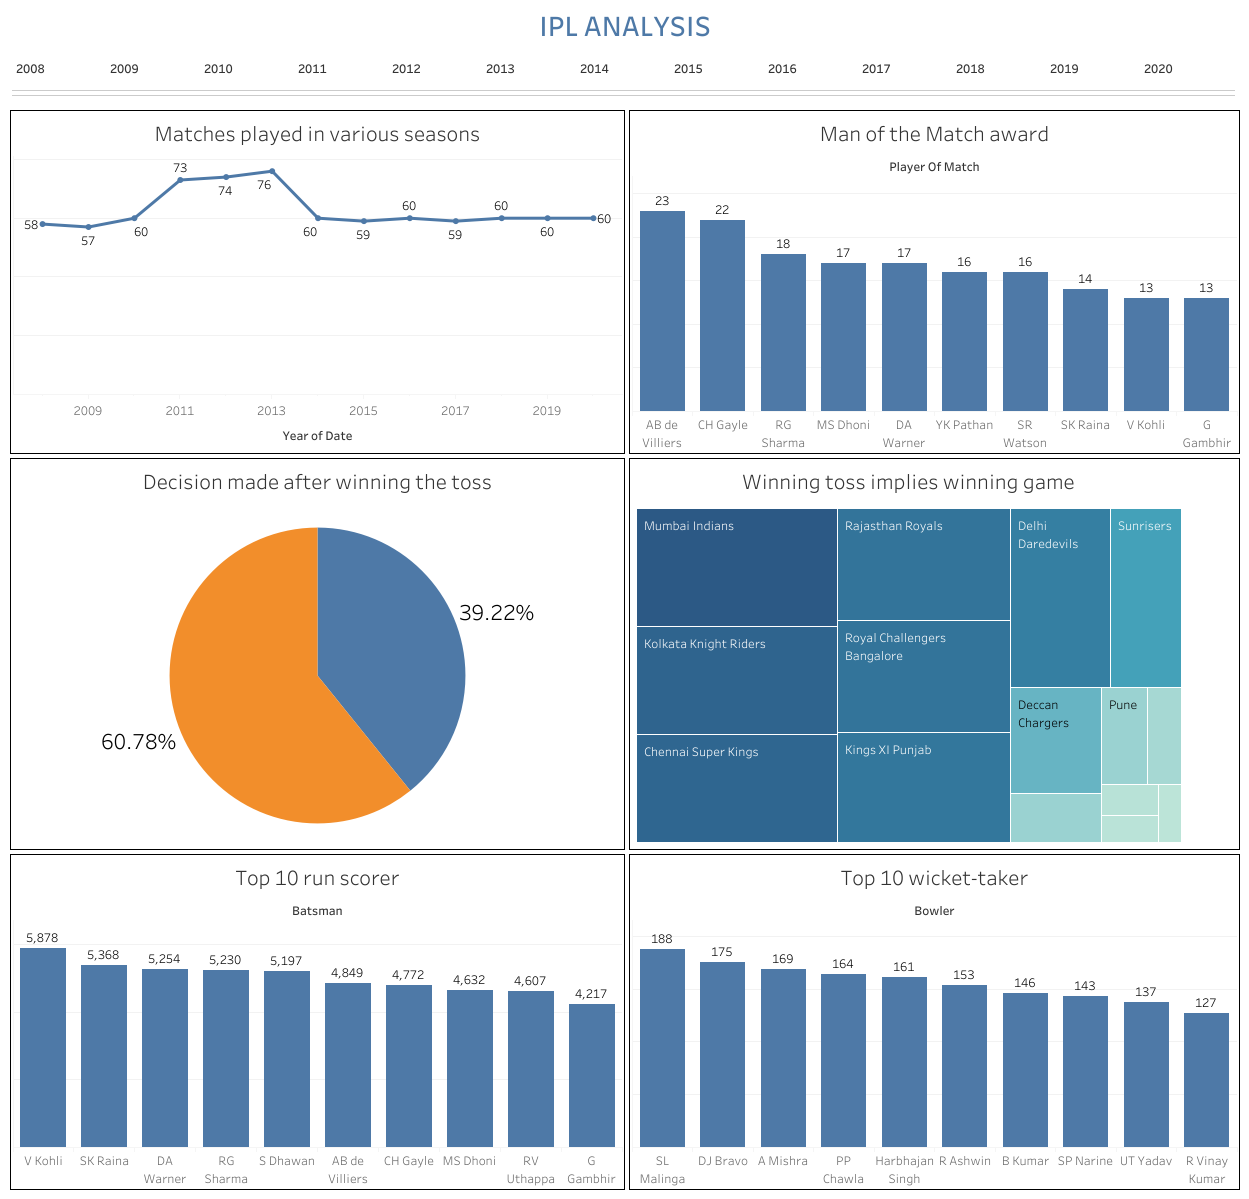 IPL ANALYSIS
2008 2009 2010 2011 2012 2013 2014 2015 2016 2017 2018 2019 2020
Matches played in various seasons
58 57 60 73 74 76 60 59 60 59 60 60 60
2009 2011 2013 2015 2017 2019
Year of Date
Man of the Match award
Player Of Match
23 22 18 17 17 16 16 14 13 13
AB de CH Gayle RG MS Dhoni DA YK Pathan SR SK Raina V Kohli G
Villiers Sharma Warner Watson Gambhir
Decision made after winning the toss
39.22%
60.78%
Winning toss implies winning game
Mumbai Indians
Kolkata Knight Riders
Chennai Super Kings
Rajasthan Royals
Royal Challengers
Bangalore
Kings XI Punjab
Delhi
Daredevils
Sunrisers
Deccan
Chargers
Pune
Top 10 run scorer
Batsman
5,878 5,368 5,254 5,230 5,197 4,849 4,772 4,632 4,607 4,217
V Kohli SK Raina DA RG S Dhawan AB de CH Gayle MS Dhoni RV G
Warner Sharma Villiers Uthappa Gambhir
Top 10 wicket-taker
Bowler
188 175 169 164 161 153 146 143 137 127
SL DJ Bravo A Mishra PP Harbhajan R Ashwin B Kumar SP Narine UT Yadav R Vinay
Malinga Chawla Singh Kumar